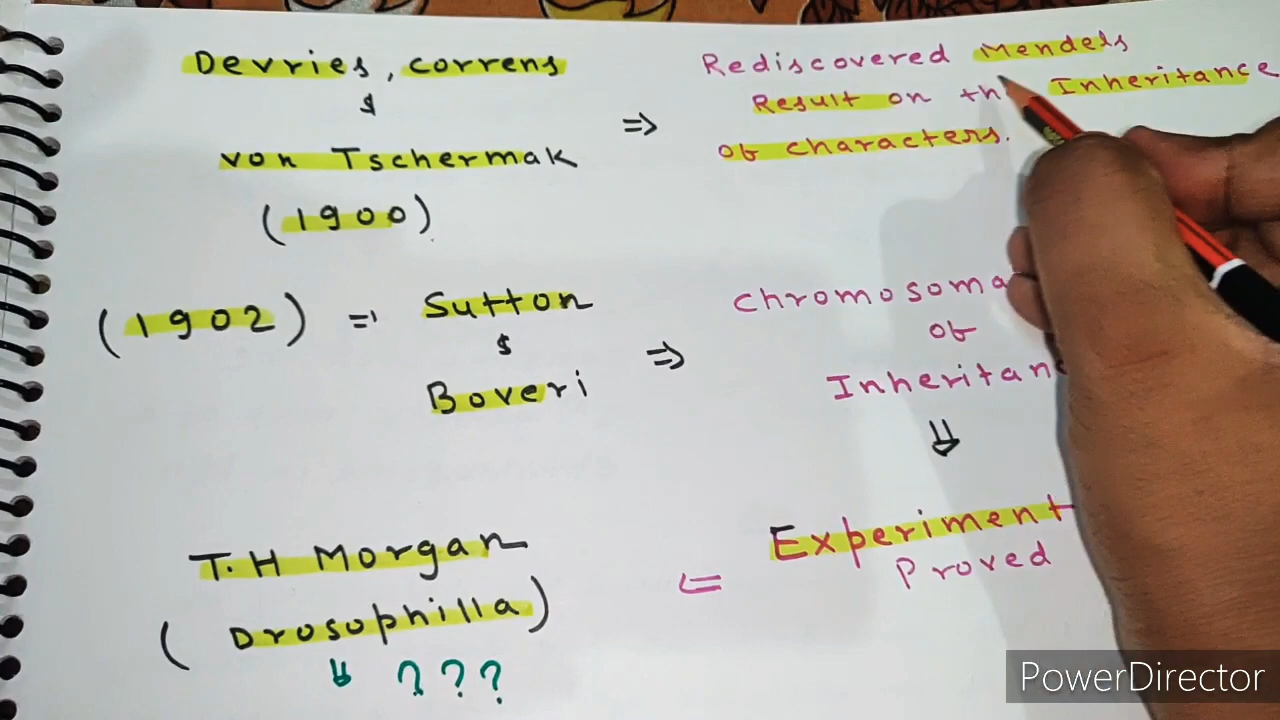 Devries, correns
&
von Tschermak
(1900)
⇒
Rediscovered Mendels
Result on the Inheritance
of characters.
(1902) ⇒ Sutton
&
Boveri
⇒
chromosoma
of
Inheritan
⇓
Experiment
Proved
⇐
T.H Morgan
(Drosophilla)
⇓ ???
PowerDirector